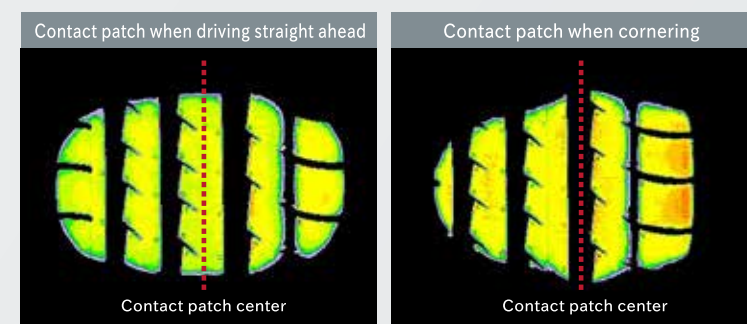 Contact patch when driving straight ahead
Contact patch when cornering
Contact patch center
Contact patch center